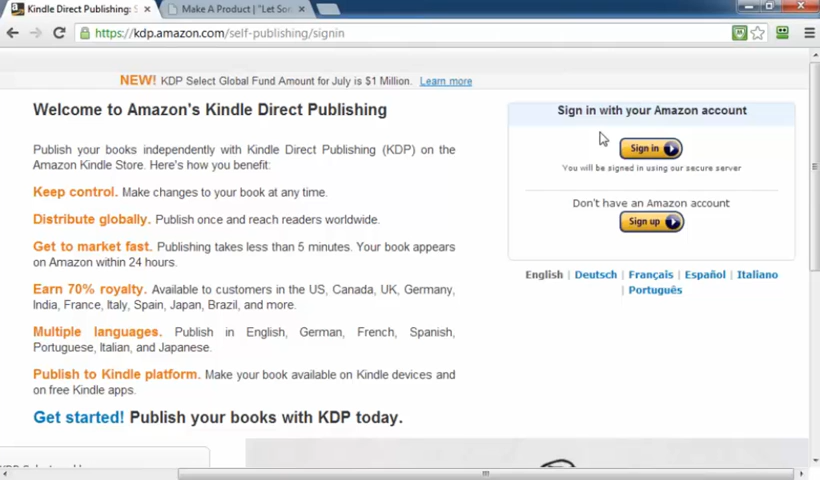 Kindle Direct Publishing: S
Make A Product | "Let Som
https://kdp.amazon.com/self-publishing/signin
NEW! KDP Select Global Fund Amount for July is $1 Million. Learn more
Welcome to Amazon's Kindle Direct Publishing
Publish your books independently with Kindle Direct Publishing (KDP) on the
Amazon Kindle Store. Here's how you benefit:
Keep control. Make changes to your book at any time.
Distribute globally. Publish once and reach readers worldwide.
Get to market fast. Publishing takes less than 5 minutes. Your book appears
on Amazon within 24 hours.
Earn 70% royalty. Available to customers in the US, Canada, UK, Germany,
India, France, Italy, Spain, Japan, Brazil, and more.
Multiple languages. Publish in English, German, French, Spanish,
Portuguese, Italian, and Japanese.
Publish to Kindle platform. Make your book available on Kindle devices and
on free Kindle apps.
Get started! Publish your books with KDP today.
Sign in with your Amazon account
Sign in
You will be signed in using our secure server
Don't have an Amazon account
Sign up
English | Deutsch | Français | Español | Italiano
| Português